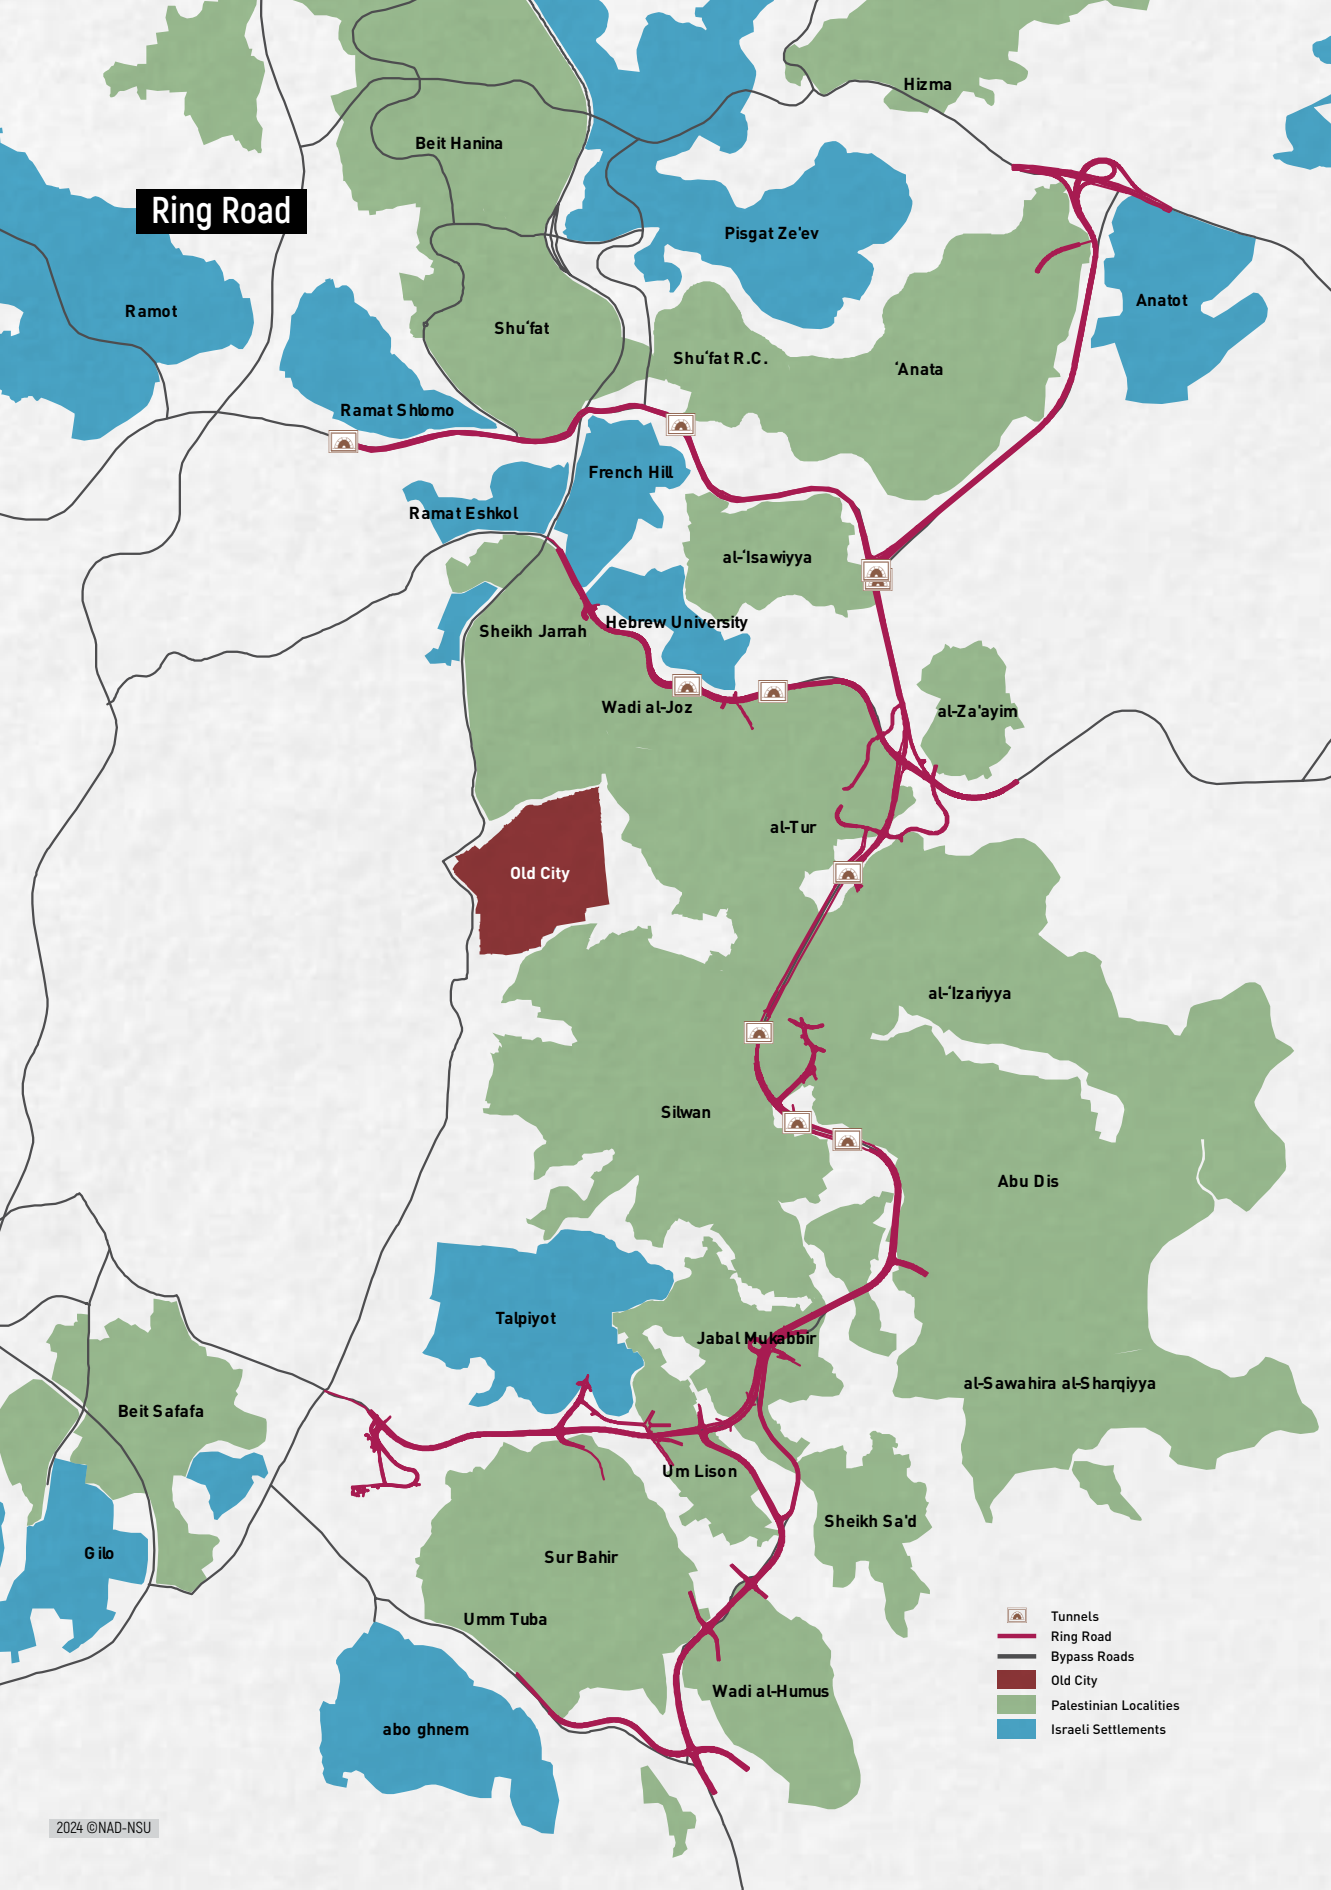 Hizma
Beit Hanina
Ring Road
Pisgat Ze'ev
Ramot
Anatot
Shu‘fat
Shu‘fat R.C.
‘Anata
Ramat Shlomo
French Hill
Ramat Eshkol
al-‘Isawiyya
Hebrew University
Sheikh Jarrah
Wadi al-Joz
al-Za'ayim
al-Tur
Old City
al-‘Izariyya
Silwan
Abu Dis
Talpiyot
Jabal Mukabbir
al-Sawahira al-Sharqiyya
Beit Safafa
Um Lison
Sheikh Sa'd
Gilo
Sur Bahir
Umm Tuba
Wadi al-Humus
abo ghnem
Tunnels
Ring Road
Bypass Roads
Old City
Palestinian Localities
Israeli Settlements
2024 ©NAD-NSU